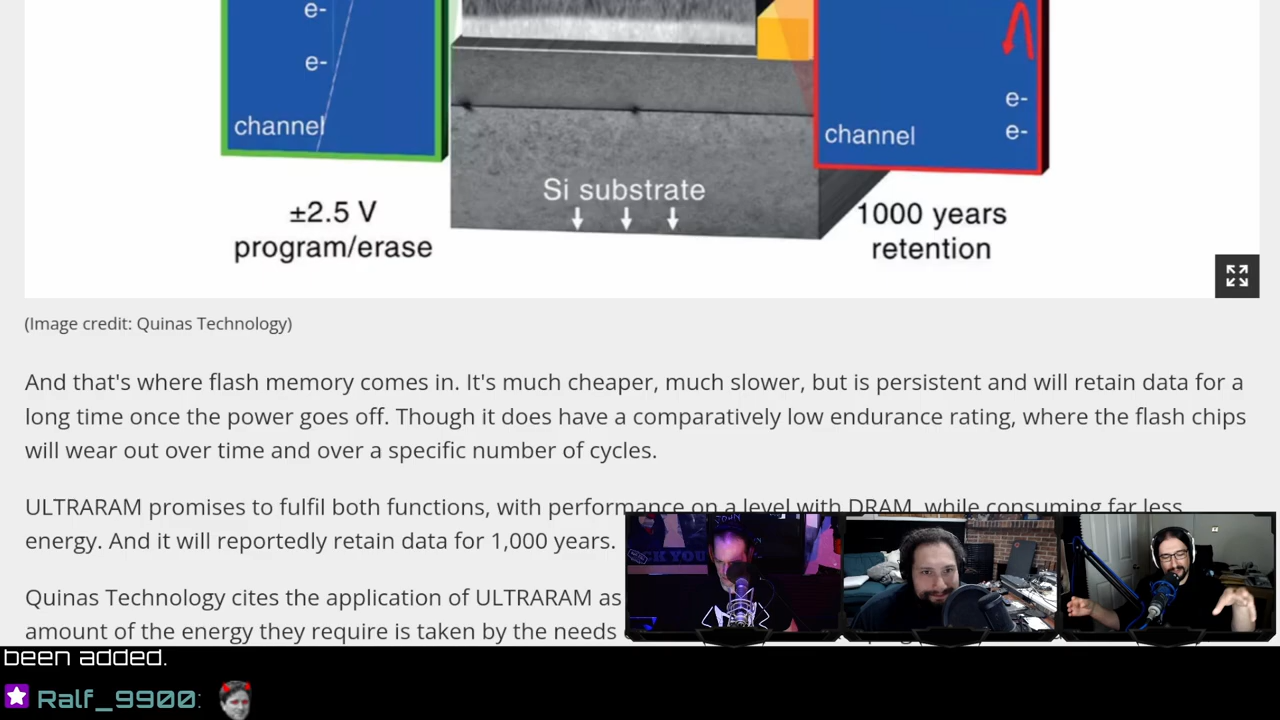 e-
e-
channel
Si substrate
±2.5 V
program/erase
e-
e-
channel
1000 years
retention
(Image credit: Quinas Technology)
And that's where flash memory comes in. It's much cheaper, much slower, but is persistent and will retain data for a
long time once the power goes off. Though it does have a comparatively low endurance rating, where the flash chips
will wear out over time and over a specific number of cycles.
ULTRARAM promises to fulfil both functions, with performance on a level with DRAM, while consuming far less
energy. And it will reportedly retain data for 1,000 years.
Quinas Technology cites the application of ULTRARAM as
amount of the energy they require is taken by the needs
been added.
Ralf_9900: